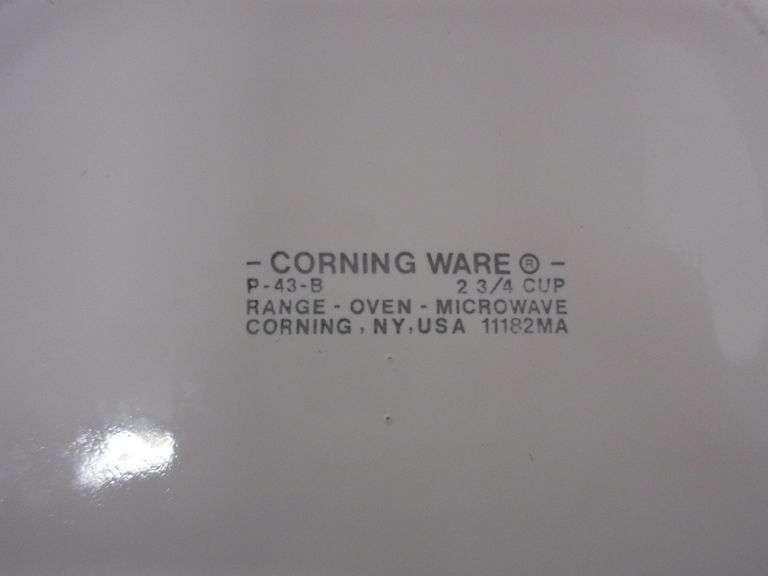 - CORNING WARE ® -
P-43-B 2 3/4 CUP
RANGE - OVEN - MICROWAVE
CORNING, NY, USA 11182MA